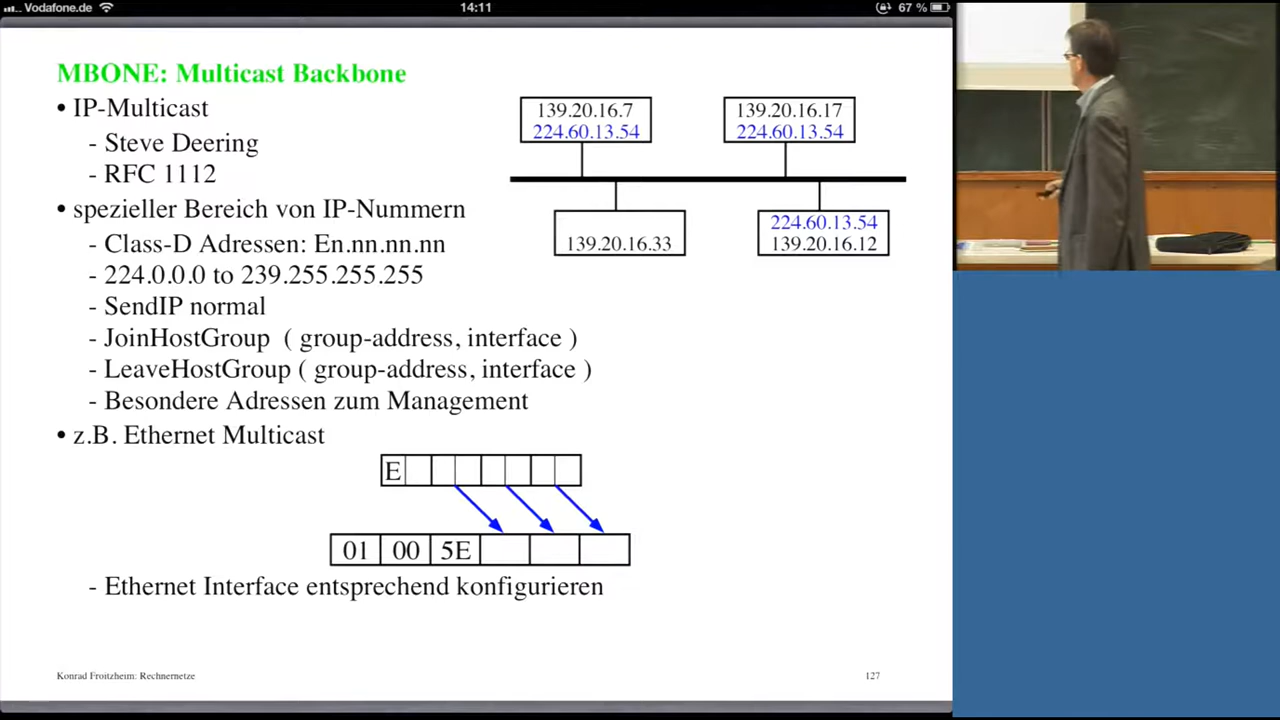 Vodafone.de
14:11
67 %
MBONE: Multicast Backbone
• IP-Multicast
- Steve Deering
- RFC 1112
• spezieller Bereich von IP-Nummern
- Class-D Adressen: En.nn.nn.nn
- 224.0.0.0 to 239.255.255.255
- SendIP normal
- JoinHostGroup ( group-address, interface )
- LeaveHostGroup ( group-address, interface )
- Besondere Adressen zum Management
• z.B. Ethernet Multicast
139.20.16.7
224.60.13.54
139.20.16.17
224.60.13.54
139.20.16.33
224.60.13.54
139.20.16.12
E
01 00 5E
- Ethernet Interface entsprechend konfigurieren
Konrad Froitzheim: Rechnernetze
127